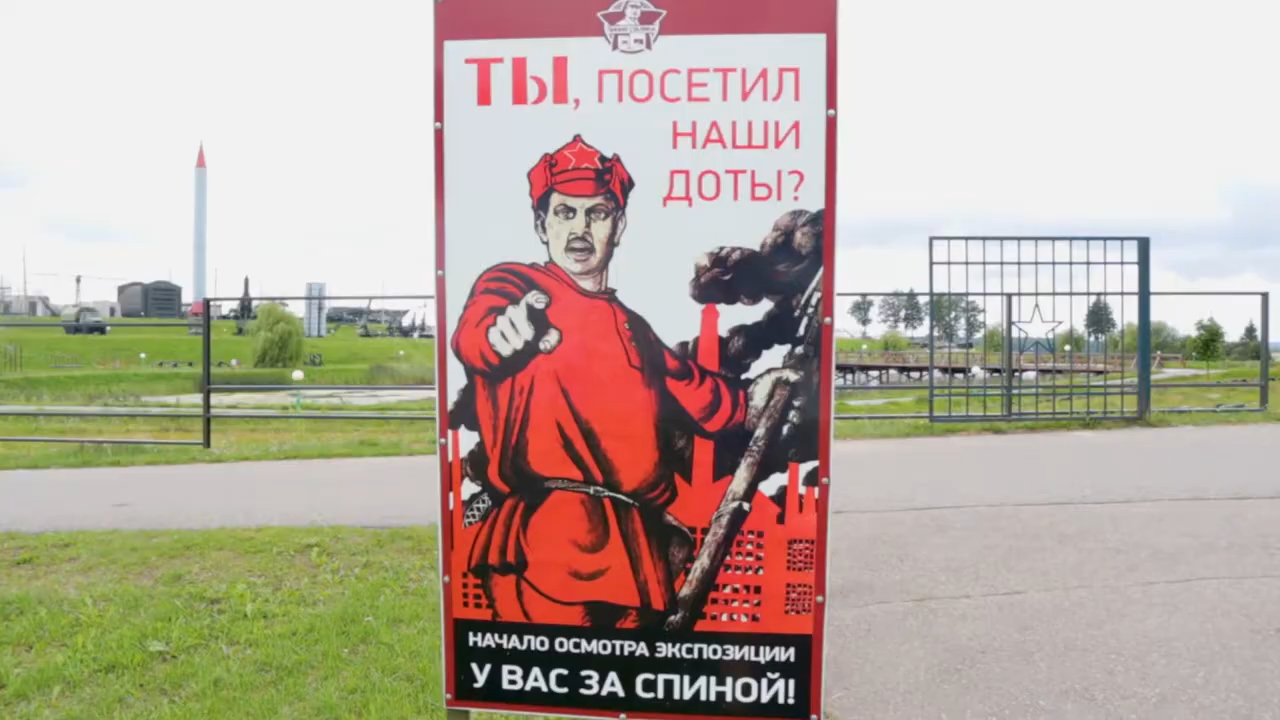 ТЫ, ПОСЕТИЛ
НАШИ
ДОТЫ?
НАЧАЛО ОСМОТРА ЭКСПОЗИЦИИ
У ВАС ЗА СПИНОЙ!